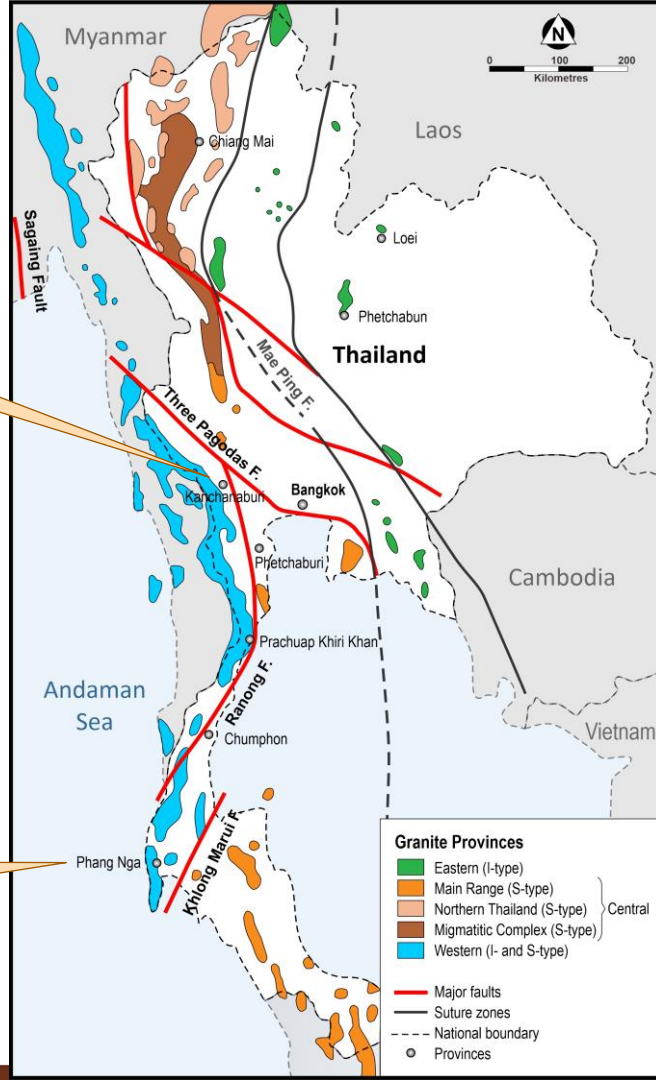 Myanmar
N
0 100 200
Kilometres
Laos
Chiang Mai
Loei
Sagaing Fault
Phetchabun
Thailand
Mae Ping F.
Three Pagodas F.
Kanchanaburi
Bangkok
Phetchaburi
Cambodia
Prachuap Khiri Khan
Andaman
Sea
Ranong F.
Vietnam
Chumphon
Khlong Marui F.
Phang Nga
Granite Provinces
Eastern (I-type)
Main Range (S-type)
Northern Thailand (S-type)
Central
Migmatitic Complex (S-type)
Western (I- and S-type)
Major faults
Suture zones
National boundary
Provinces